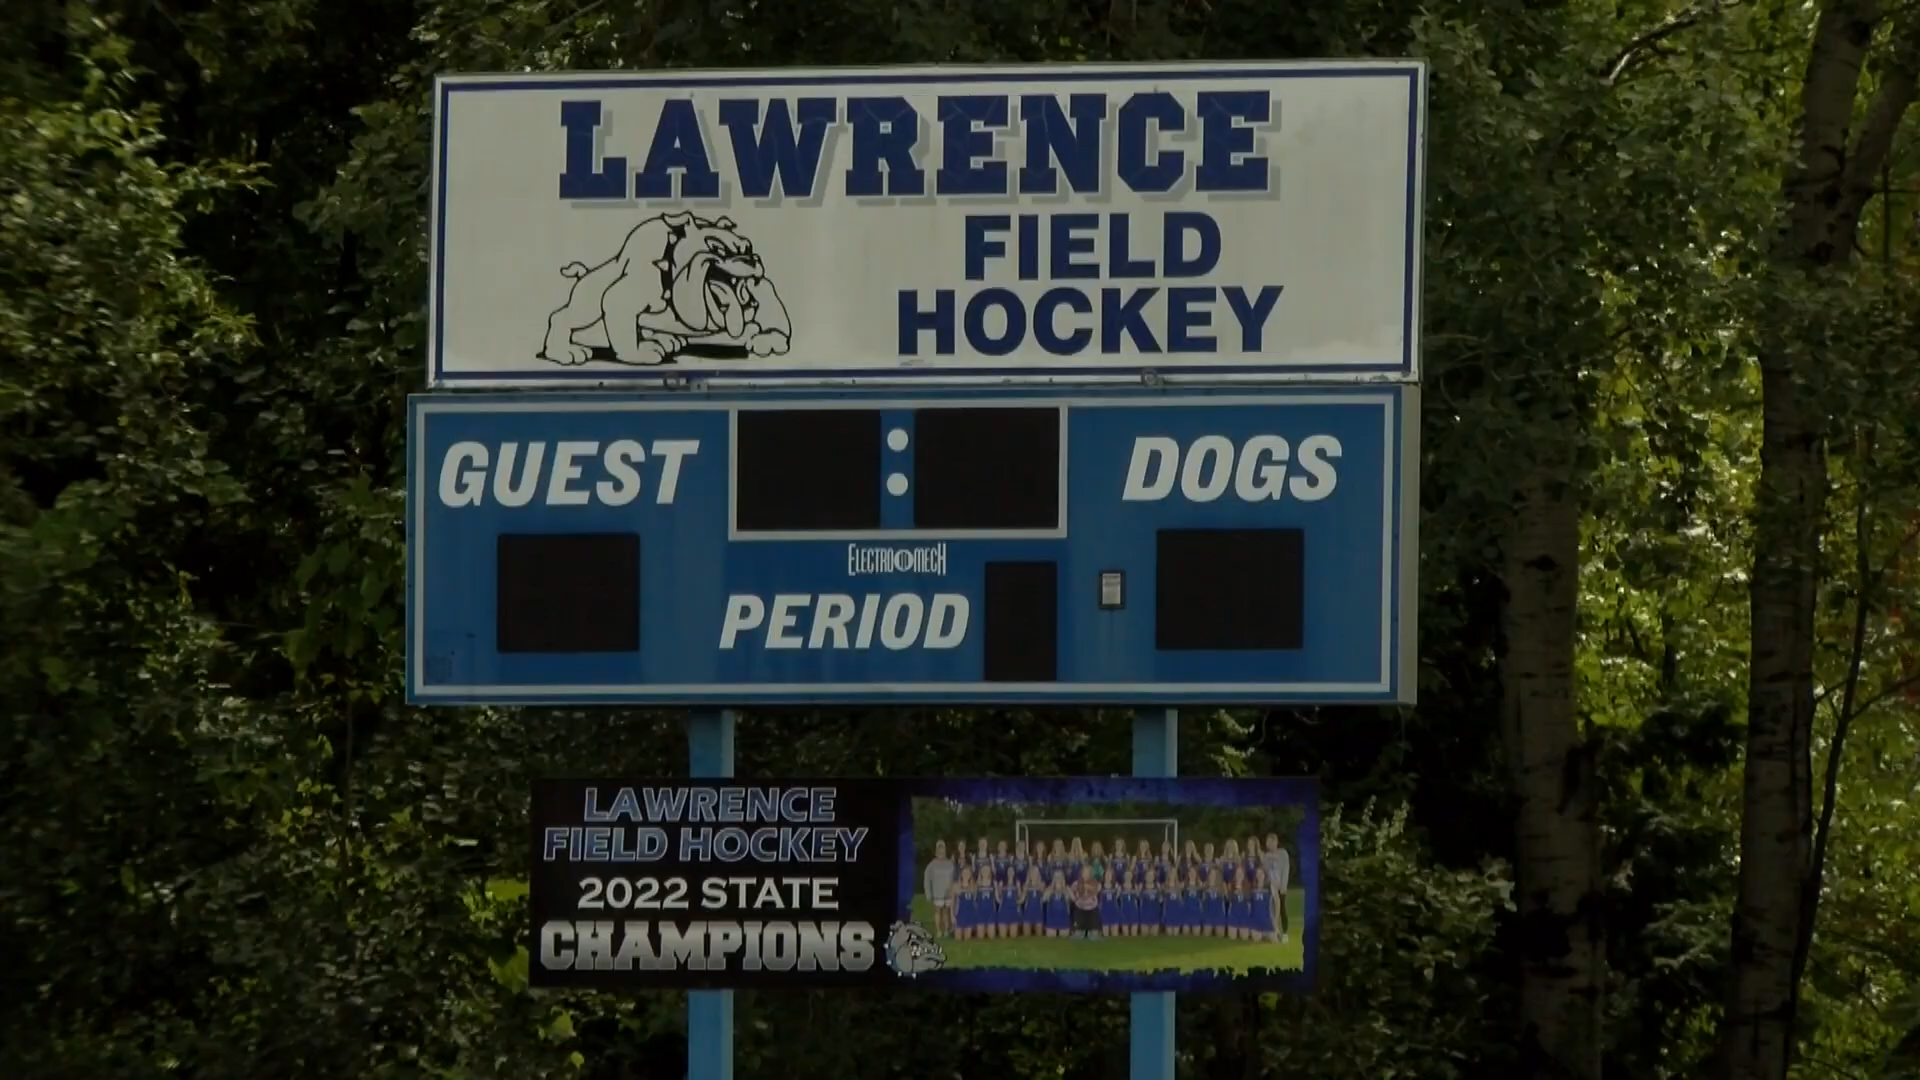 LAWRENCE
FIELD
HOCKEY
GUEST
DOGS
ELECTRO MECH
PERIOD
LAWRENCE
FIELD HOCKEY
2022 STATE
CHAMPIONS